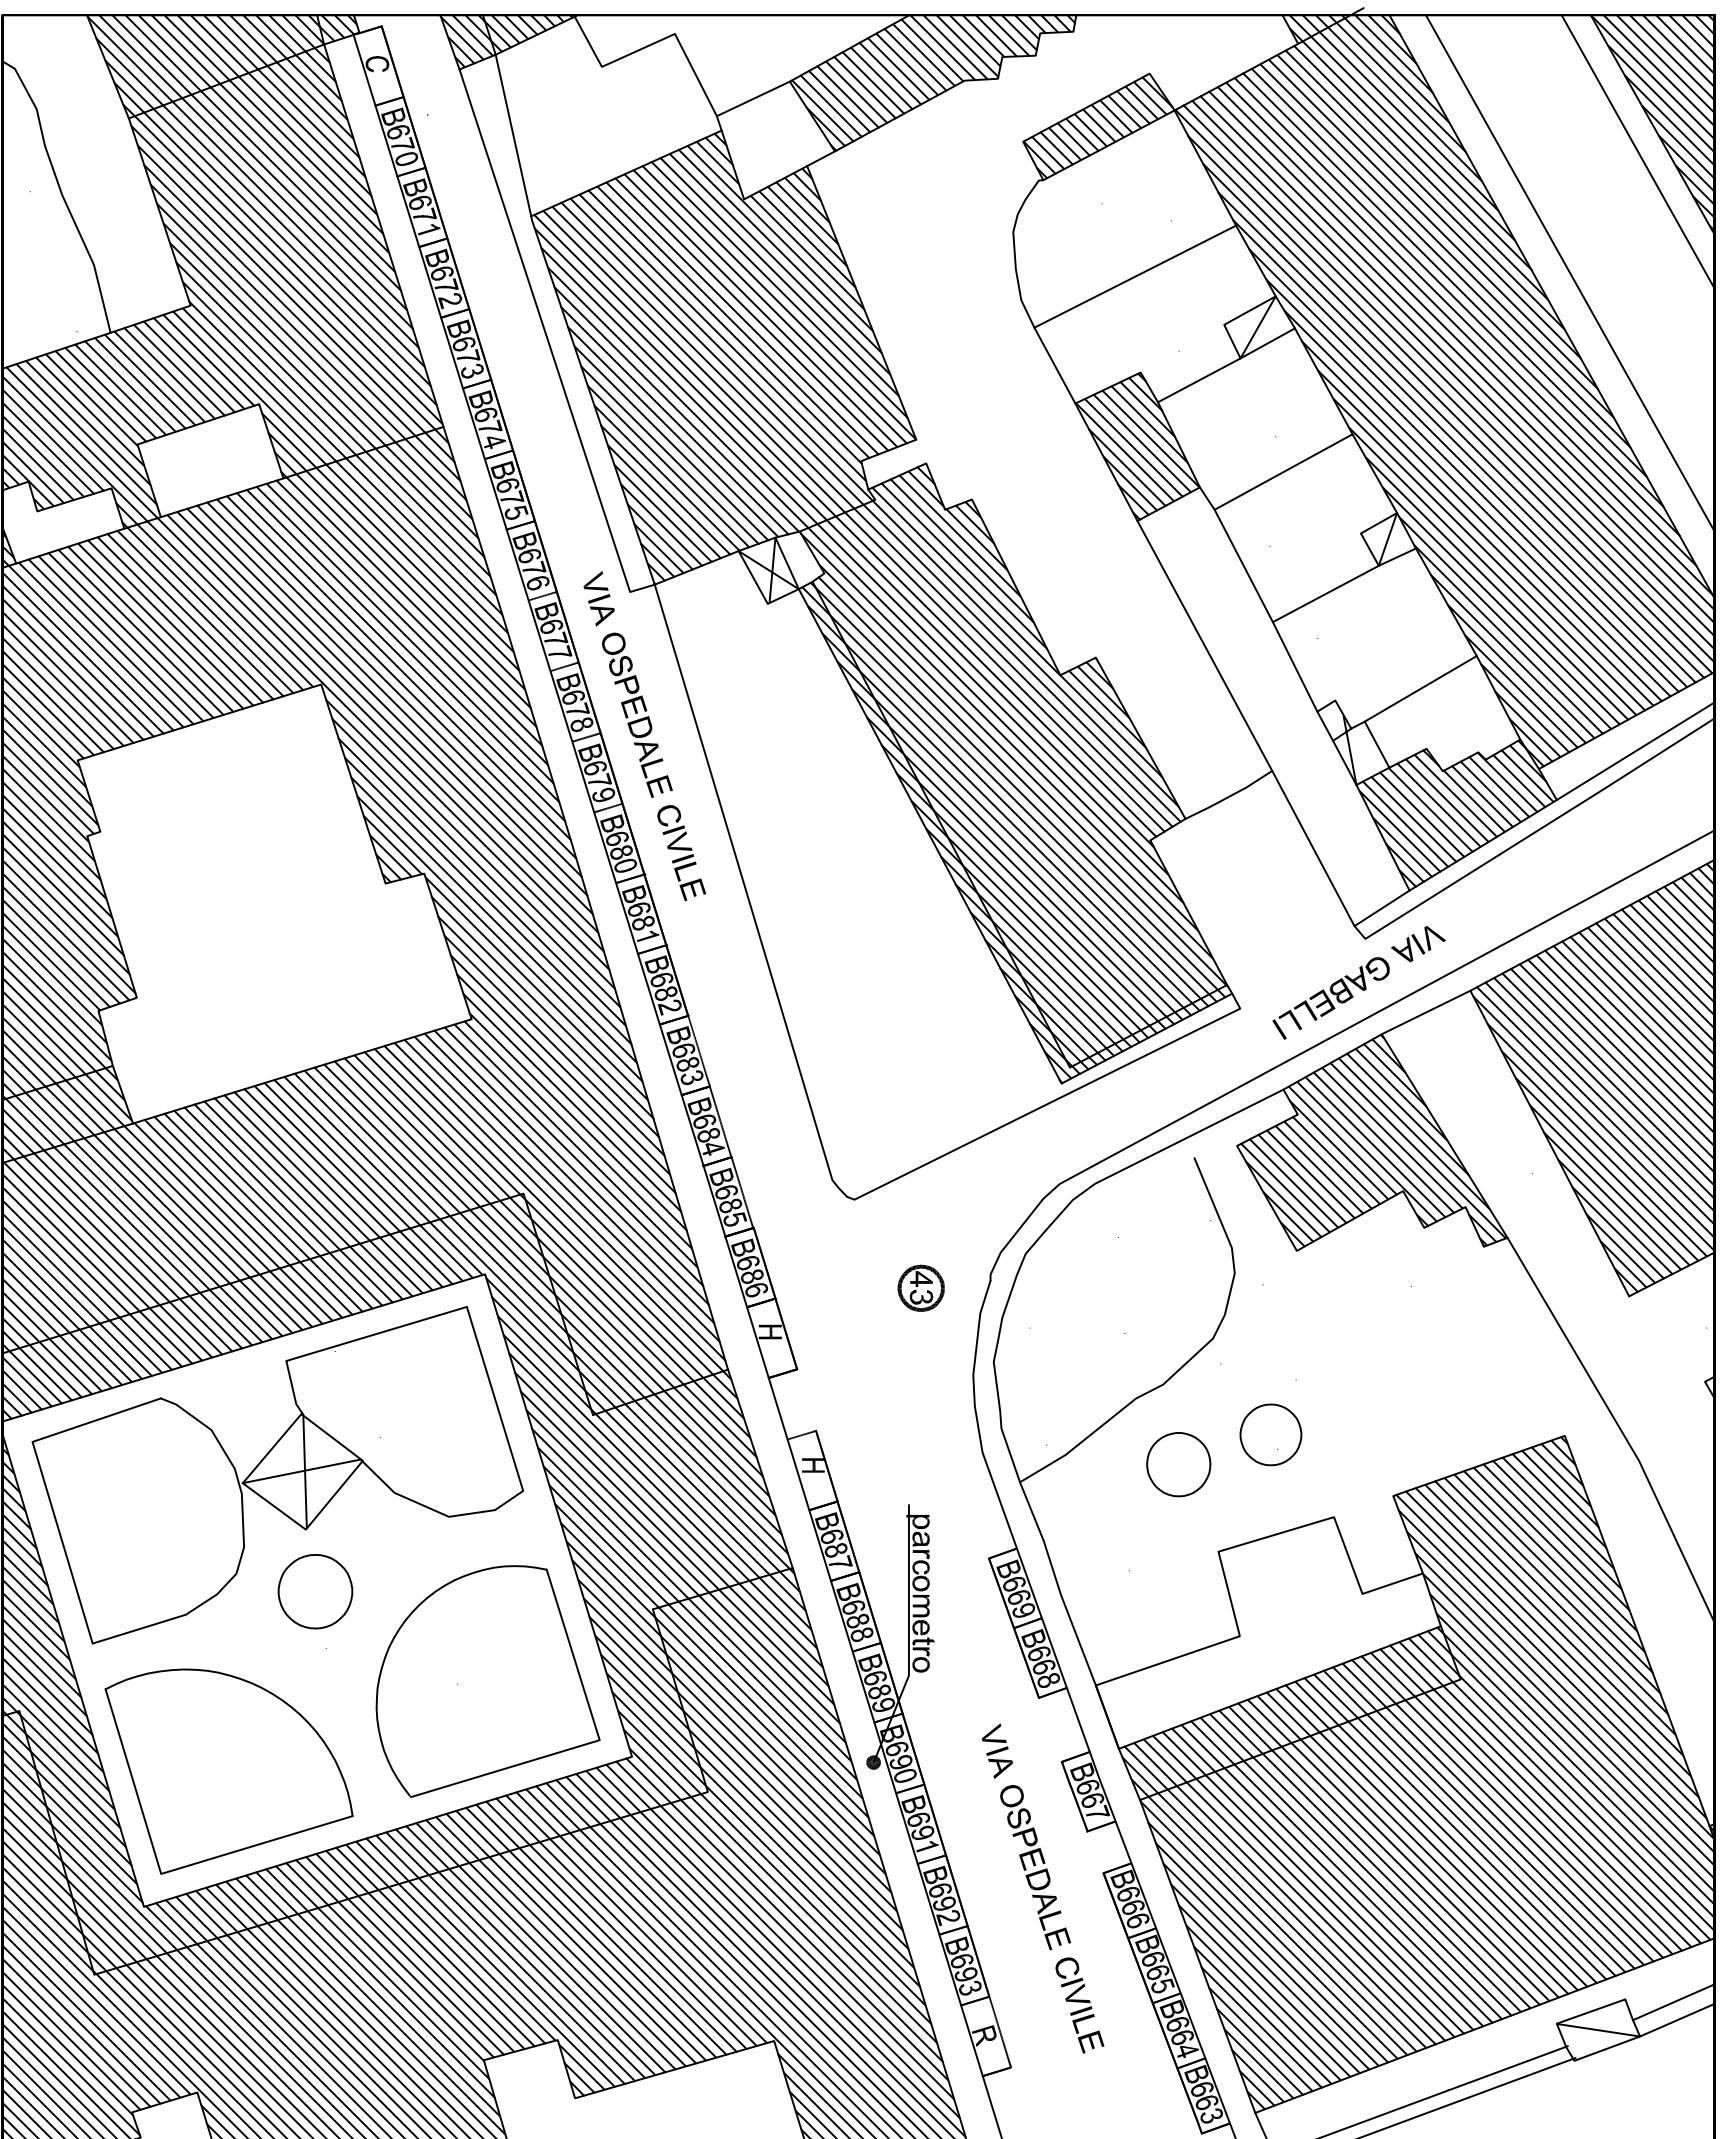 C
B670
B671
B672
B673
B674
B675
B676
B677
B678
B679
B680
B681
B682
B683
B684
B685
B686
H
VIA OSPEDALE CIVILE
VIA GABELLI
43
H
B687
B688
B689
B690
B691
B692
B693
R
parcometro
B669
B668
B667
B666
B665
B664
B663
VIA OSPEDALE CIVILE